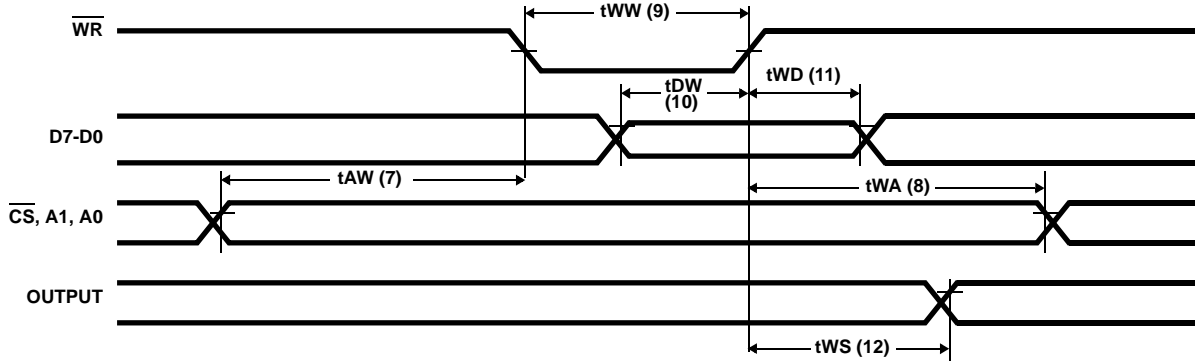 tWW (9)
WR
tDW
(10)
tWD (11)
D7-D0
tAW (7)
tWA (8)
CS, A1, A0
OUTPUT
tWS (12)